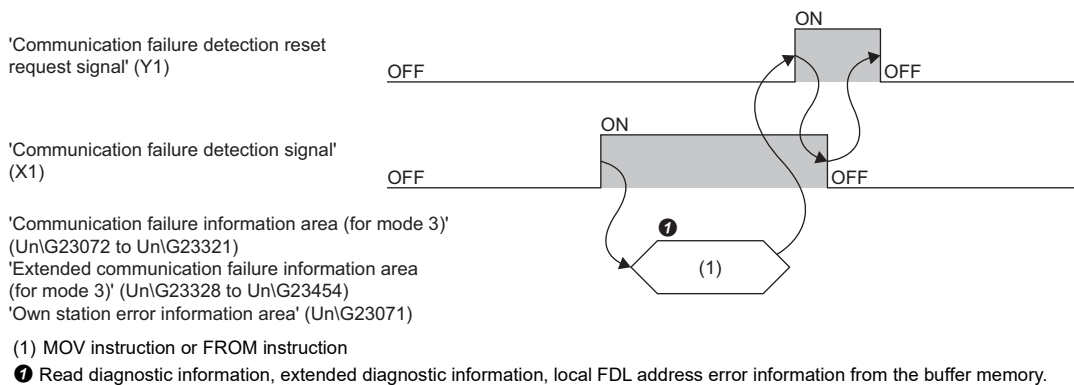 ON
'Communication failure detection reset
request signal' (Y1)
OFF
OFF
ON
'Communication failure detection signal'
(X1)
OFF
OFF
'Communication failure information area (for mode 3)'
(Un\G23072 to Un\G23321)
'Extended communication failure information area
(for mode 3)' (Un\G23328 to Un\G23454)
'Own station error information area' (Un\G23071)
❶
(1)
(1) MOV instruction or FROM instruction
❶ Read diagnostic information, extended diagnostic information, local FDL address error information from the buffer memory.